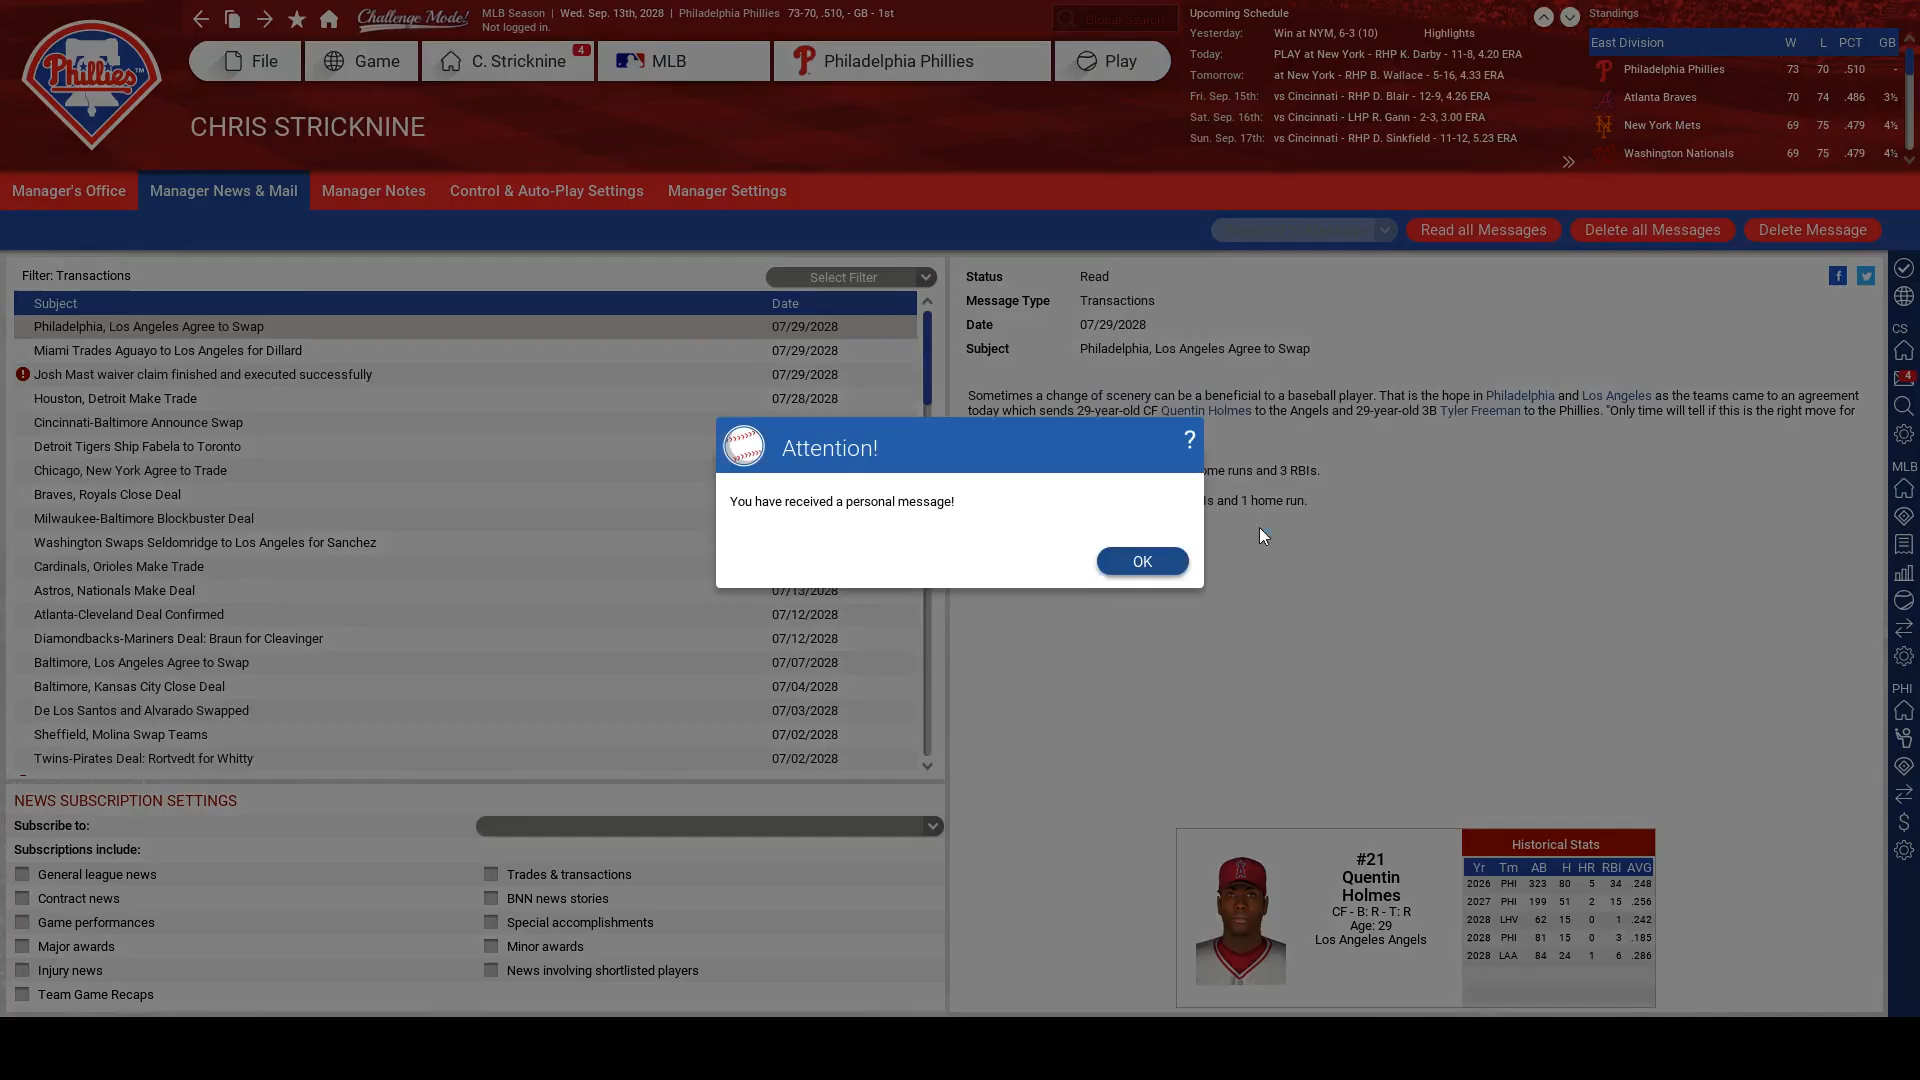 Phillies
Challenge Mode!
MLB Season | Wed. Sep. 13th, 2028 | Philadelphia Phillies 73-70, .510, - GB - 1st
Not logged in.
Global Search...
File
Game
C. Stricknine
4
MLB
Philadelphia Phillies
Play
CHRIS STRICKNINE
Upcoming Schedule
Yesterday: Win at NYM, 6-3 (10) Highlights
Today: PLAY at New York - RHP K. Darby - 11-8, 4.20 ERA
Tomorrow: at New York - RHP B. Wallace - 5-16, 4.33 ERA
Fri. Sep. 15th: vs Cincinnati - RHP D. Blair - 12-9, 4.26 ERA
Sat. Sep. 16th: vs Cincinnati - LHP R. Gann - 2-3, 3.00 ERA
Sun. Sep. 17th: vs Cincinnati - RHP D. Sinkfield - 11-12, 5.23 ERA
Standings
East Division W L PCT GB
Philadelphia Phillies 73 70 .510 -
Atlanta Braves 70 74 .486 3½
New York Mets 69 75 .479 4½
Washington Nationals 69 75 .479 4½
Manager's Office
Manager News & Mail
Manager Notes
Control & Auto-Play Settings
Manager Settings
Read all Messages
Delete all Messages
Delete Message
Filter: Transactions
Select Filter
Subject Date
Philadelphia, Los Angeles Agree to Swap 07/29/2028
Miami Trades Aguayo to Los Angeles for Dillard 07/29/2028
Josh Mast waiver claim finished and executed successfully 07/29/2028
Houston, Detroit Make Trade 07/28/2028
Cincinnati-Baltimore Announce Swap
Detroit Tigers Ship Fabela to Toronto
Chicago, New York Agree to Trade
Braves, Royals Close Deal
Milwaukee-Baltimore Blockbuster Deal
Washington Swaps Seldomridge to Los Angeles for Sanchez
Cardinals, Orioles Make Trade
Astros, Nationals Make Deal 07/13/2028
Atlanta-Cleveland Deal Confirmed 07/12/2028
Diamondbacks-Mariners Deal: Braun for Cleavinger 07/12/2028
Baltimore, Los Angeles Agree to Swap 07/07/2028
Baltimore, Kansas City Close Deal 07/04/2028
De Los Santos and Alvarado Swapped 07/03/2028
Sheffield, Molina Swap Teams 07/02/2028
Twins-Pirates Deal: Rortvedt for Whitty 07/02/2028
Status Read
Message Type Transactions
Date 07/29/2028
Subject Philadelphia, Los Angeles Agree to Swap
Sometimes a change of scenery can be a beneficial to a baseball player. That is the hope in Philadelphia and Los Angeles as the teams came to an agreement
today which sends 29-year-old CF Quentin Holmes to the Angels and 29-year-old 3B Tyler Freeman to the Phillies. "Only time will tell if this is the right move for
ome runs and 3 RBIs.
s and 1 home run.
Attention!
?
You have received a personal message!
OK
NEWS SUBSCRIPTION SETTINGS
Subscribe to:
Subscriptions include:
General league news
Contract news
Game performances
Major awards
Injury news
Team Game Recaps
Trades & transactions
BNN news stories
Special accomplishments
Minor awards
News involving shortlisted players
#21
Quentin
Holmes
CF - B: R - T: R
Age: 29
Los Angeles Angels
Historical Stats
Yr Tm AB H HR RBI AVG
2026 PHI 323 80 5 34 .248
2027 PHI 199 51 2 15 .256
2028 LHV 62 15 0 1 .242
2028 PHI 81 15 0 3 .185
2028 LAA 84 24 1 6 .286
CS
4
MLB
PHI